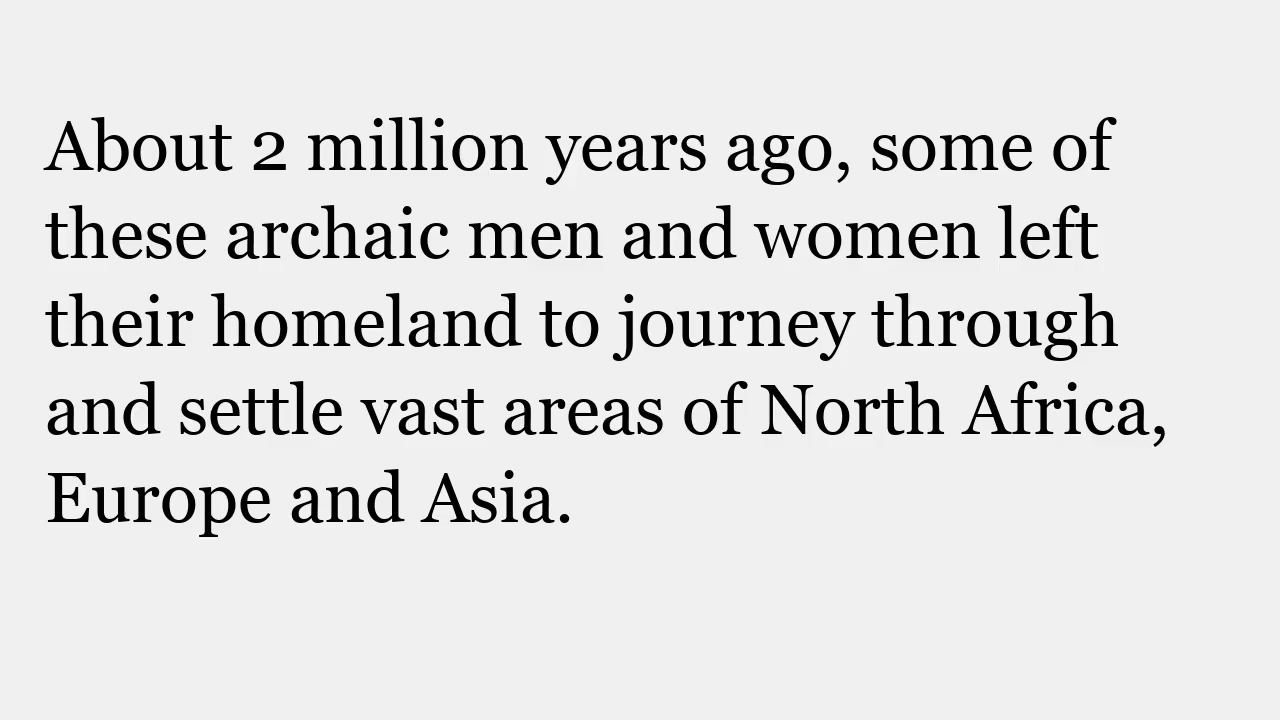 About 2 million years ago, some of
these archaic men and women left
their homeland to journey through
and settle vast areas of North Africa,
Europe and Asia.